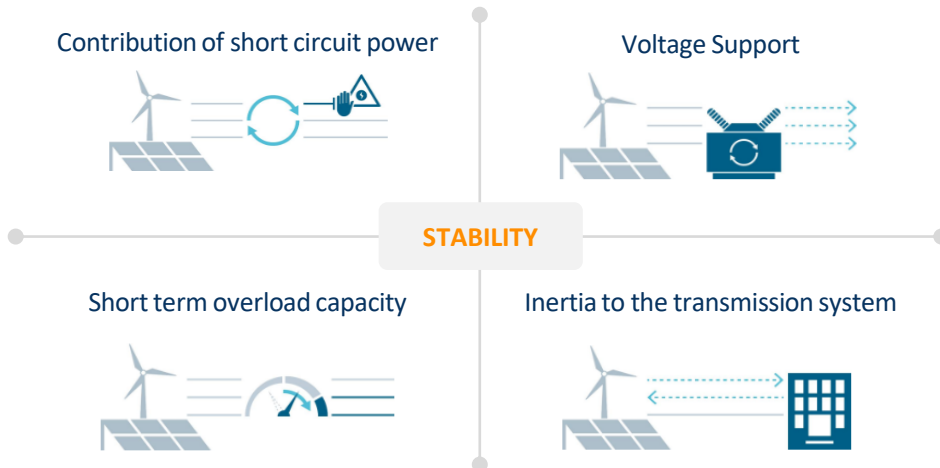 Contribution of short circuit power
Voltage Support
STABILITY
Short term overload capacity
Inertia to the transmission system